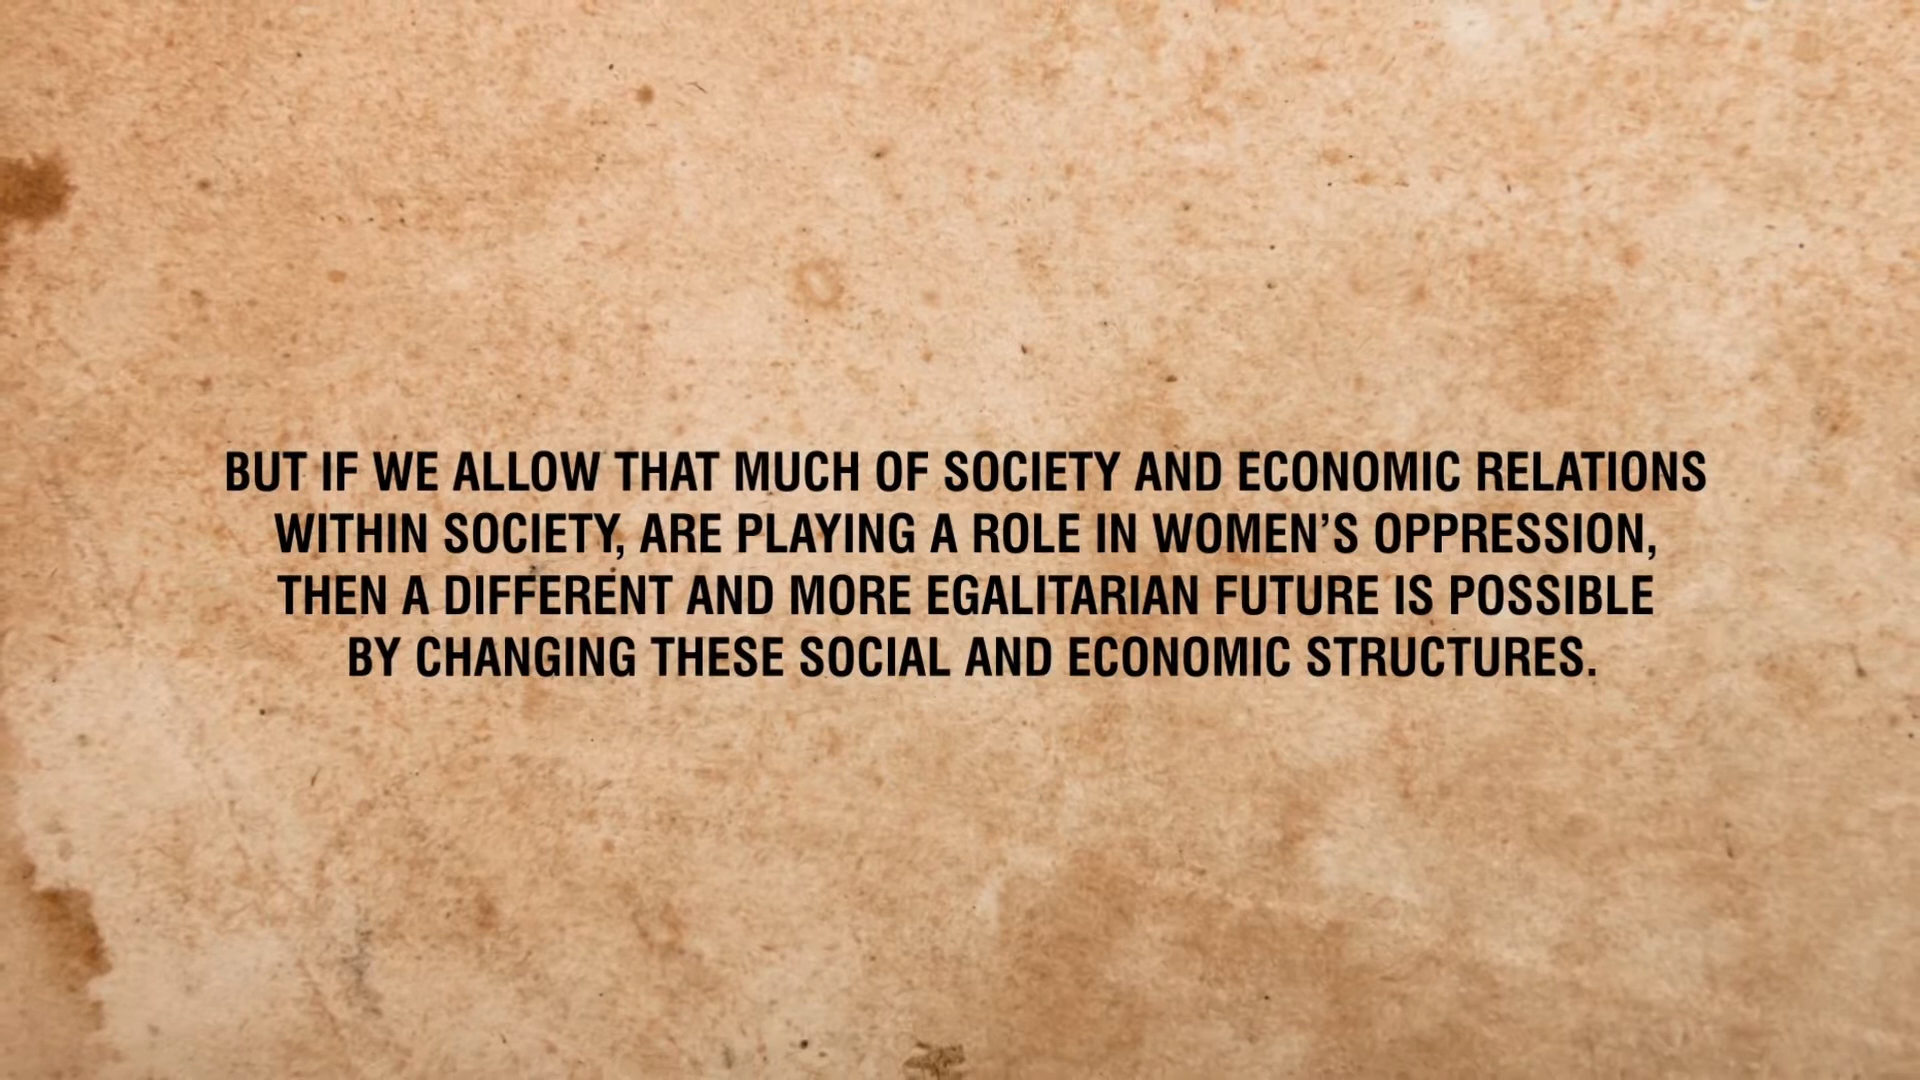 BUT IF WE ALLOW THAT MUCH OF SOCIETY AND ECONOMIC RELATIONS
WITHIN SOCIETY, ARE PLAYING A ROLE IN WOMEN’S OPPRESSION,
THEN A DIFFERENT AND MORE EGALITARIAN FUTURE IS POSSIBLE
BY CHANGING THESE SOCIAL AND ECONOMIC STRUCTURES.